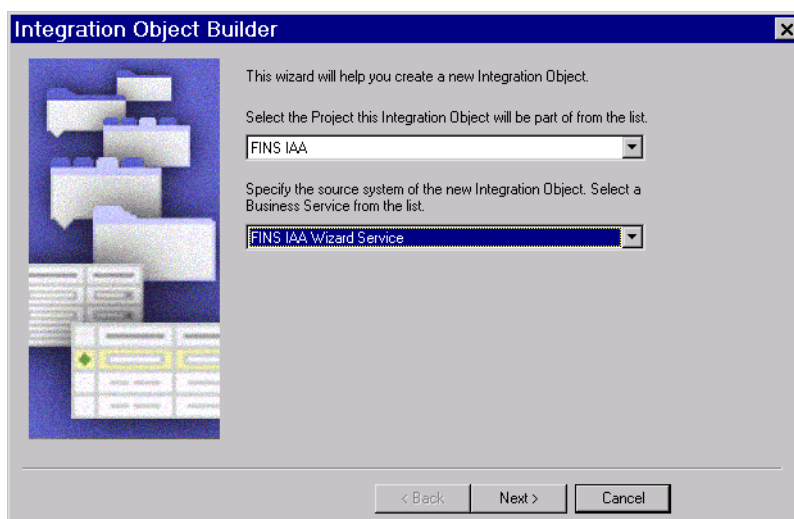 Integration Object Builder
This wizard will help you create a new Integration Object.
Select the Project this Integration Object will be part of from the list.
FINS IAA
Specify the source system of the new Integration Object. Select a
Business Service from the list.
FINS IAA Wizard Service
< Back
Next >
Cancel